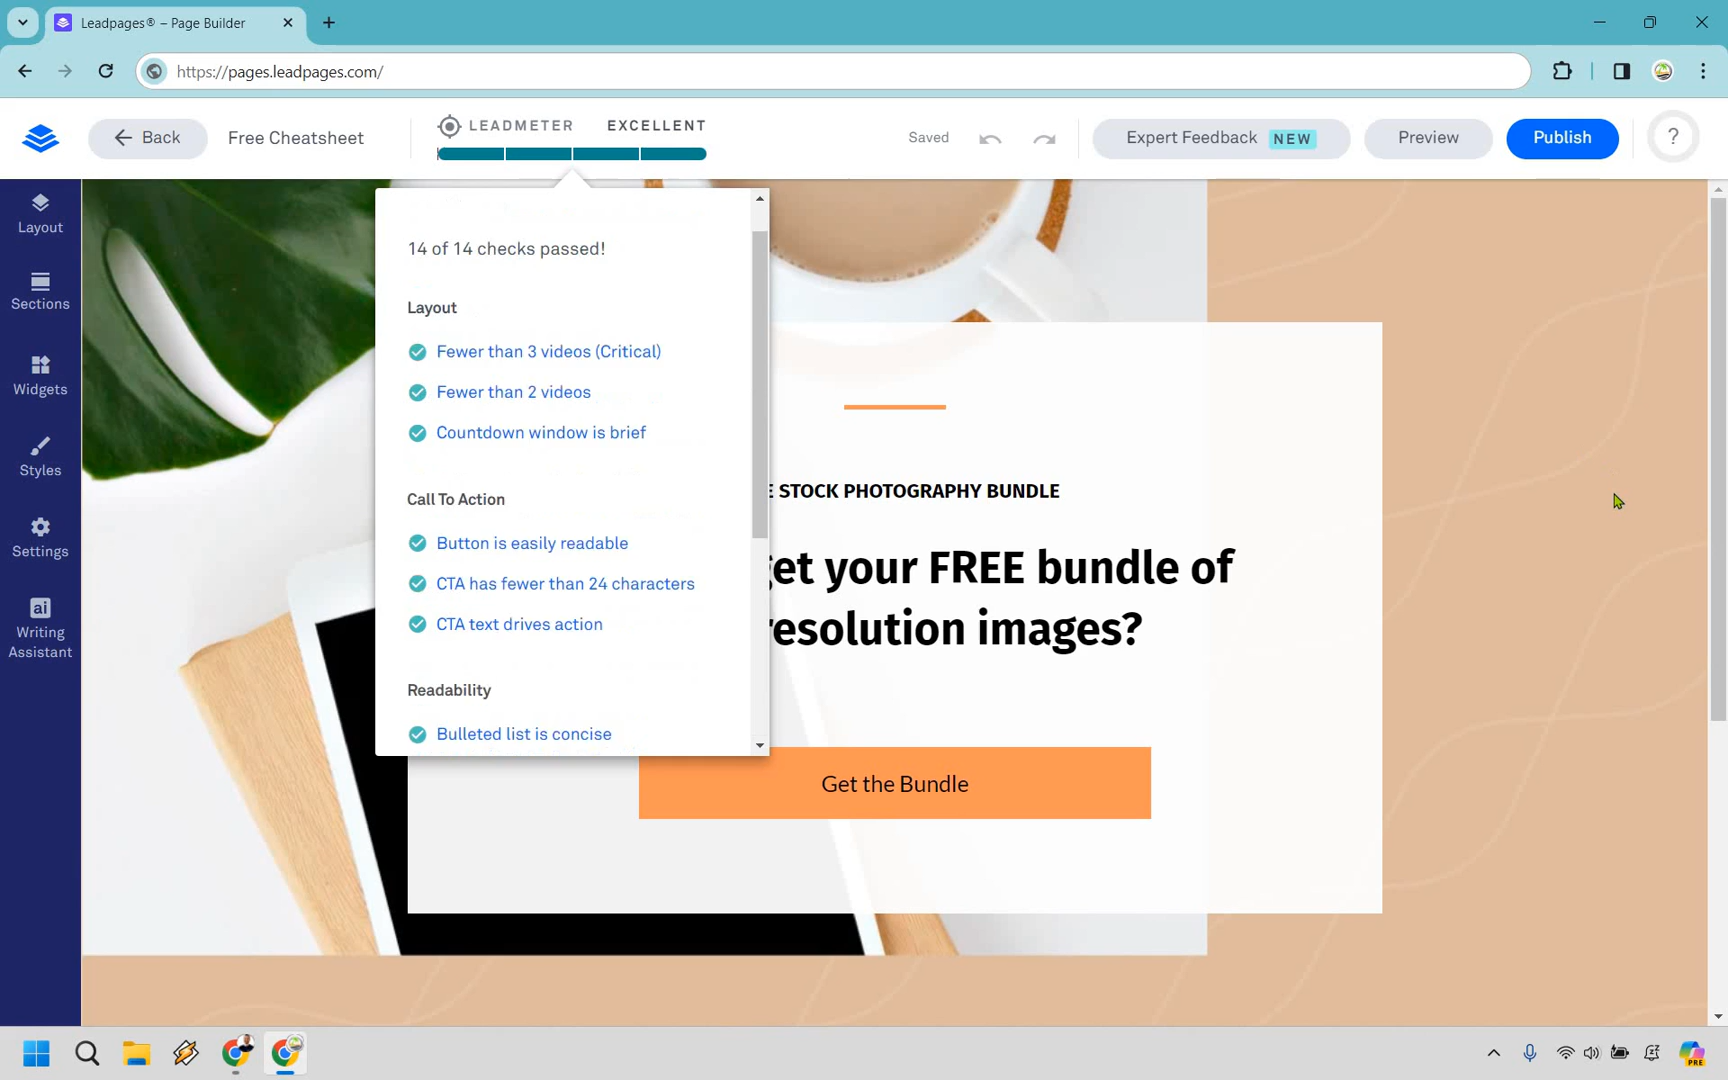 Leadpages® – Page Builder
https://pages.leadpages.com/
Back
Free Cheatsheet
LEADMETER EXCELLENT
Saved
Expert Feedback NEW
Preview
Publish
?
Layout
Sections
Widgets
Styles
Settings
ai
Writing
Assistant
14 of 14 checks passed!
Layout
Fewer than 3 videos (Critical)
Fewer than 2 videos
Countdown window is brief
Call To Action
Button is easily readable
CTA has fewer than 24 characters
CTA text drives action
Readability
Bulleted list is concise
E STOCK PHOTOGRAPHY BUNDLE
get your FREE bundle of
resolution images?
Get the Bundle
PRE